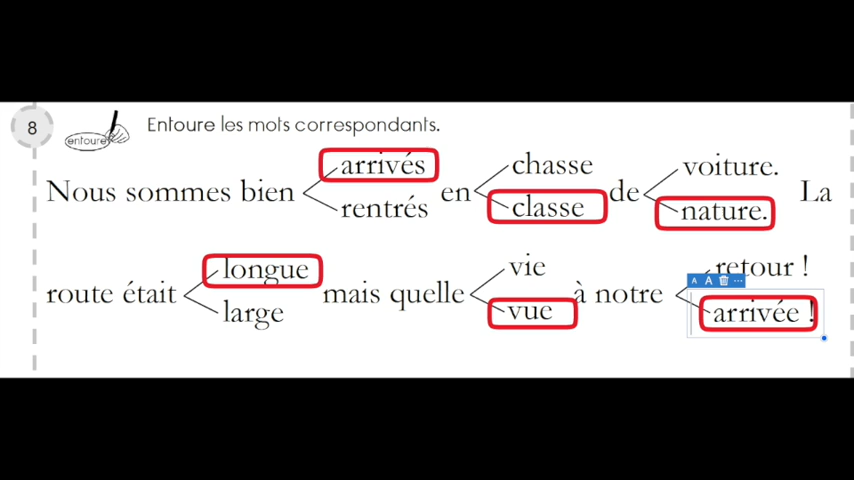 8 entoure Entoure les mots correspondants.
arrivés chasse voiture.
Nous sommes bien en de La
rentrés classe nature.
longue vie retour !
route était mais quelle à notre
large vue arrivée !